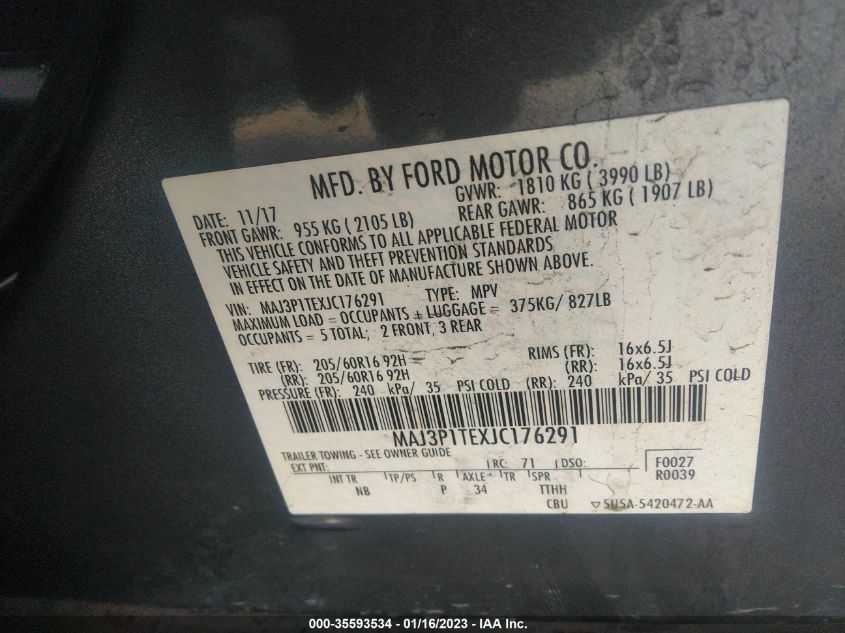 MFD. BY FORD MOTOR CO.
DATE: 11/17 GVWR: 1810 KG ( 3990 LB)
FRONT GAWR: 955 KG ( 2105 LB) REAR GAWR: 865 KG ( 1907 LB)
THIS VEHICLE CONFORMS TO ALL APPLICABLE FEDERAL MOTOR
VEHICLE SAFETY AND THEFT PREVENTION STANDARDS
IN EFFECT ON THE DATE OF MANUFACTURE SHOWN ABOVE.
VIN: MAJ3P1TEXJC176291 TYPE: MPV
MAXIMUM LOAD = OCCUPANTS + LUGGAGE = 375KG/ 827LB
OCCUPANTS = 5 TOTAL; 2 FRONT, 3 REAR
TIRE (FR): 205/60R16 92H RIMS (FR): 16x6.5J
(RR): 205/60R16 92H (RR): 16x6.5J
PRESSURE (FR): 240 kPa/ 35 PSI COLD (RR): 240 kPa/ 35 PSI COLD
MAJ3P1TEXJC176291
TRAILER TOWING - SEE OWNER GUIDE
EXT PNT: RC: 71 DSO: F0027
R0039
INT TR TP/PS R AXLE TR SPR
NB P 34 TTHH
CBU 5U5A-5420472-AA
000-35593534 - 01/16/2023 - IAA Inc.